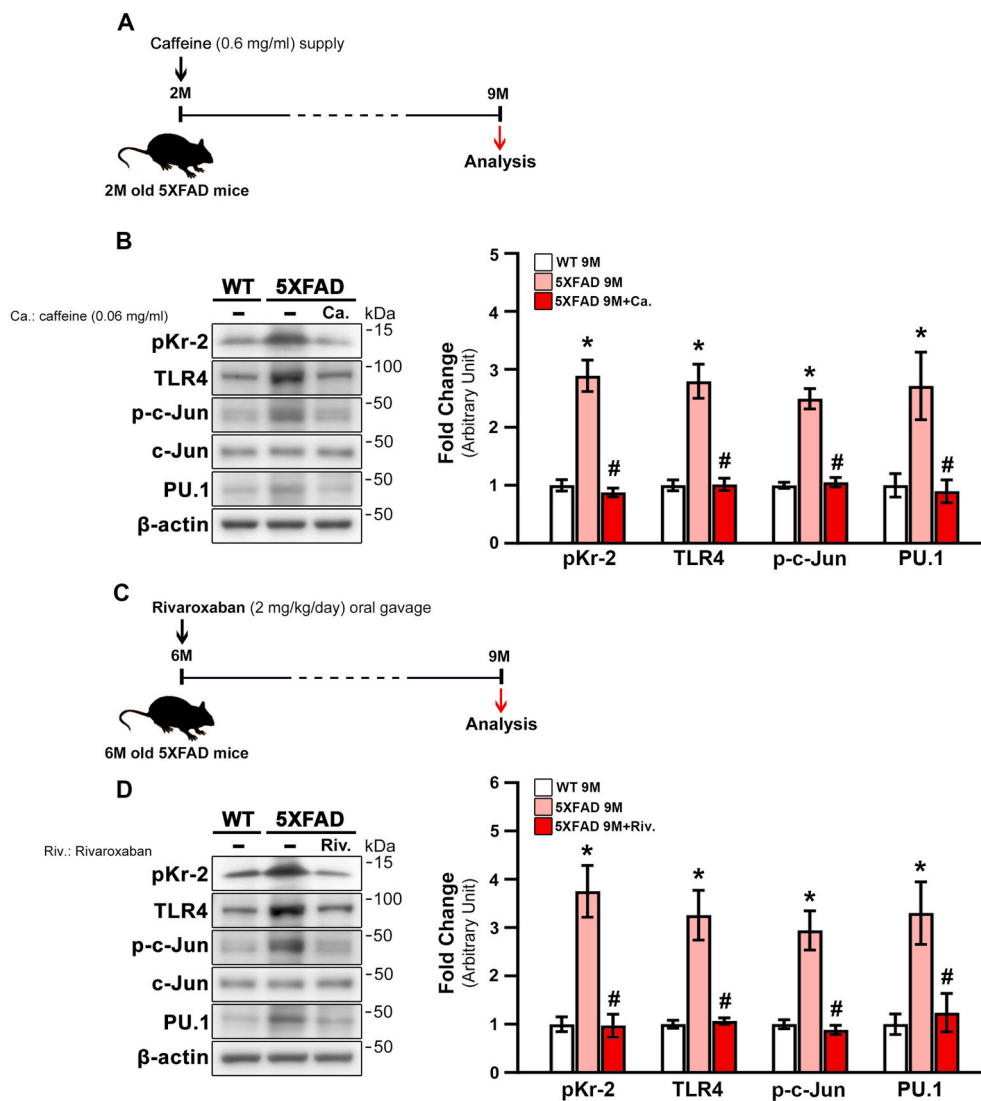 A
Caffeine (0.6 mg/ml) supply
2M
9M
Analysis
2M old 5XFAD mice
B
WT 5XFAD
Ca.: caffeine (0.06 mg/ml)
– – Ca. kDa
pKr-2 -15
TLR4 -100
p-c-Jun -50
c-Jun -50
PU.1
β-actin -50
WT 9M
5XFAD 9M
5XFAD 9M+Ca.
Fold Change
(Arbitrary Unit)
5
4
3
2
1
0
* # * # * # * #
pKr-2 TLR4 p-c-Jun PU.1
C
Rivaroxaban (2 mg/kg/day) oral gavage
6M
9M
Analysis
6M old 5XFAD mice
D
WT 5XFAD
Riv.: Rivaroxaban
– – Riv. kDa
pKr-2 -15
TLR4 -100
p-c-Jun -50
c-Jun -50
PU.1
β-actin -50
WT 9M
5XFAD 9M
5XFAD 9M+Riv.
Fold Change
(Arbitrary Unit)
6
5
4
3
2
1
0
* # * # * # * #
pKr-2 TLR4 p-c-Jun PU.1